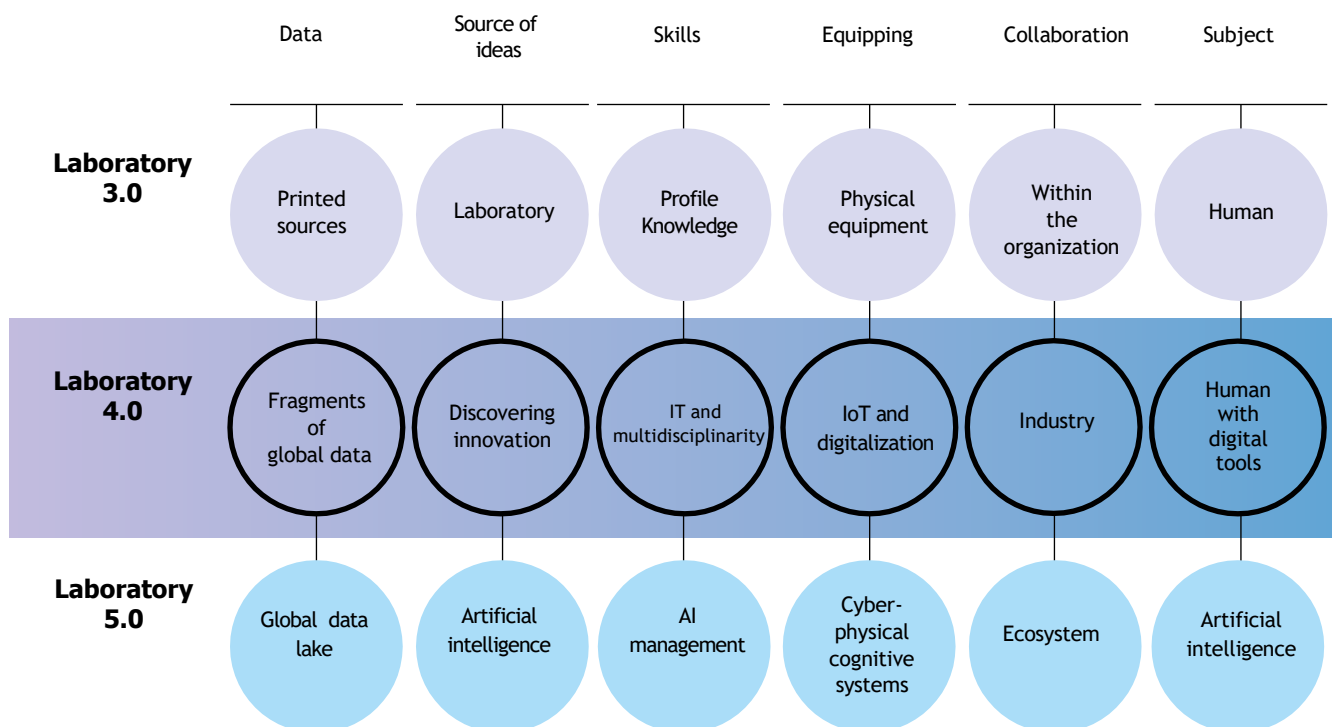 Data
Source of
ideas
Skills
Equipping
Collaboration
Subject
Laboratory
3.0
Printed
sources
Laboratory
Profile
Knowledge
Physical
equipment
Within
the
organization
Human
Laboratory
4.0
Fragments
of
global data
Discovering
innovation
IT and
multidisciplinarity
IoT and
digitalization
Industry
Human
with
digital
tools
Laboratory
5.0
Global data
lake
Artificial
intelligence
AI
management
Cyber-
physical
cognitive
systems
Ecosystem
Artificial
intelligence